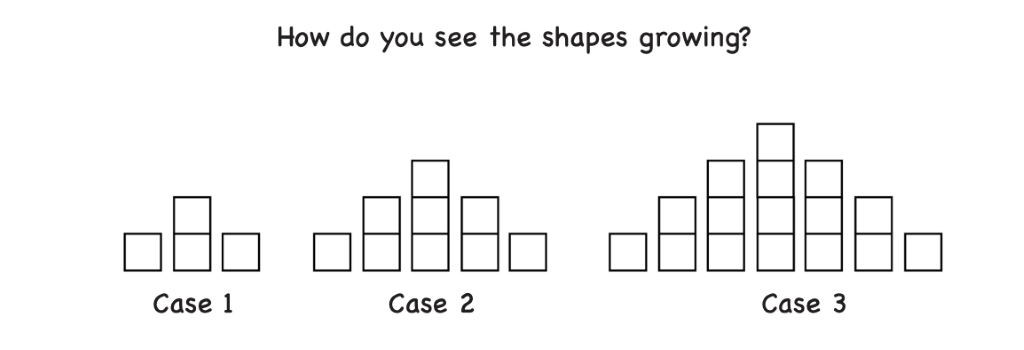 How do you see the shapes growing?
Case 1
Case 2
Case 3